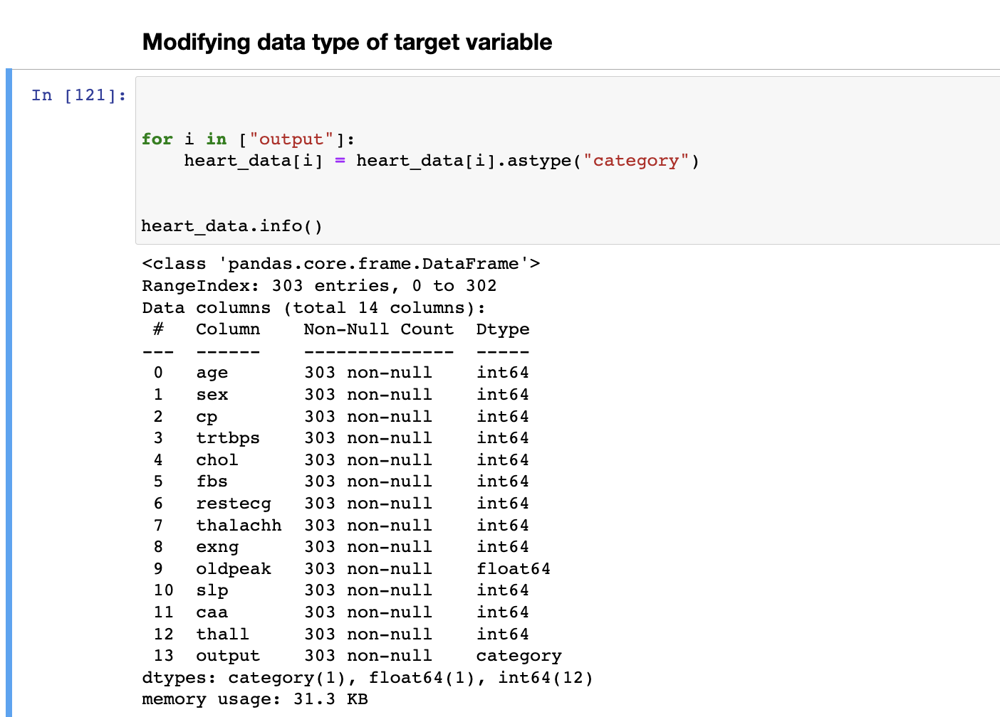 Modifying data type of target variable
In [121]:
for i in ["output"]:
    heart_data[i] = heart_data[i].astype("category")
heart_data.info()
<class 'pandas.core.frame.DataFrame'>
RangeIndex: 303 entries, 0 to 302
Data columns (total 14 columns):
 #   Column    Non-Null Count  Dtype
---  ------    --------------  -----
 0   age       303 non-null    int64
 1   sex       303 non-null    int64
 2   cp        303 non-null    int64
 3   trtbps    303 non-null    int64
 4   chol      303 non-null    int64
 5   fbs       303 non-null    int64
 6   restecg   303 non-null    int64
 7   thalachh  303 non-null    int64
 8   exng      303 non-null    int64
 9   oldpeak   303 non-null    float64
 10  slp       303 non-null    int64
 11  caa       303 non-null    int64
 12  thall     303 non-null    int64
 13  output    303 non-null    category
dtypes: category(1), float64(1), int64(12)
memory usage: 31.3 KB